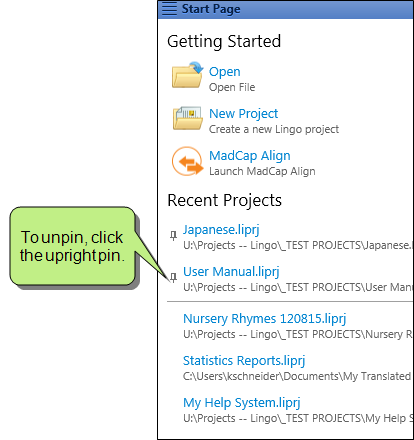 Start Page
Getting Started
Open
Open File
New Project
Create a new Lingo project
MadCap Align
Launch MadCap Align
Recent Projects
Japanese.liprj
U:\Projects -- Lingo\_TEST PROJECTS\Japanese.l
To unpin, click
the upright pin.
User Manual.liprj
U:\Projects -- Lingo\_TEST PROJECTS\User Man
Nursery Rhymes 120815.liprj
U:\Projects -- Lingo\_TEST PROJECTS\Nursery R
Statistics Reports.liprj
C:\Users\kschneider\Documents\My Translated
My Help System.liprj
U:\Projects -- Lingo\_TEST PROJECTS\My Help S